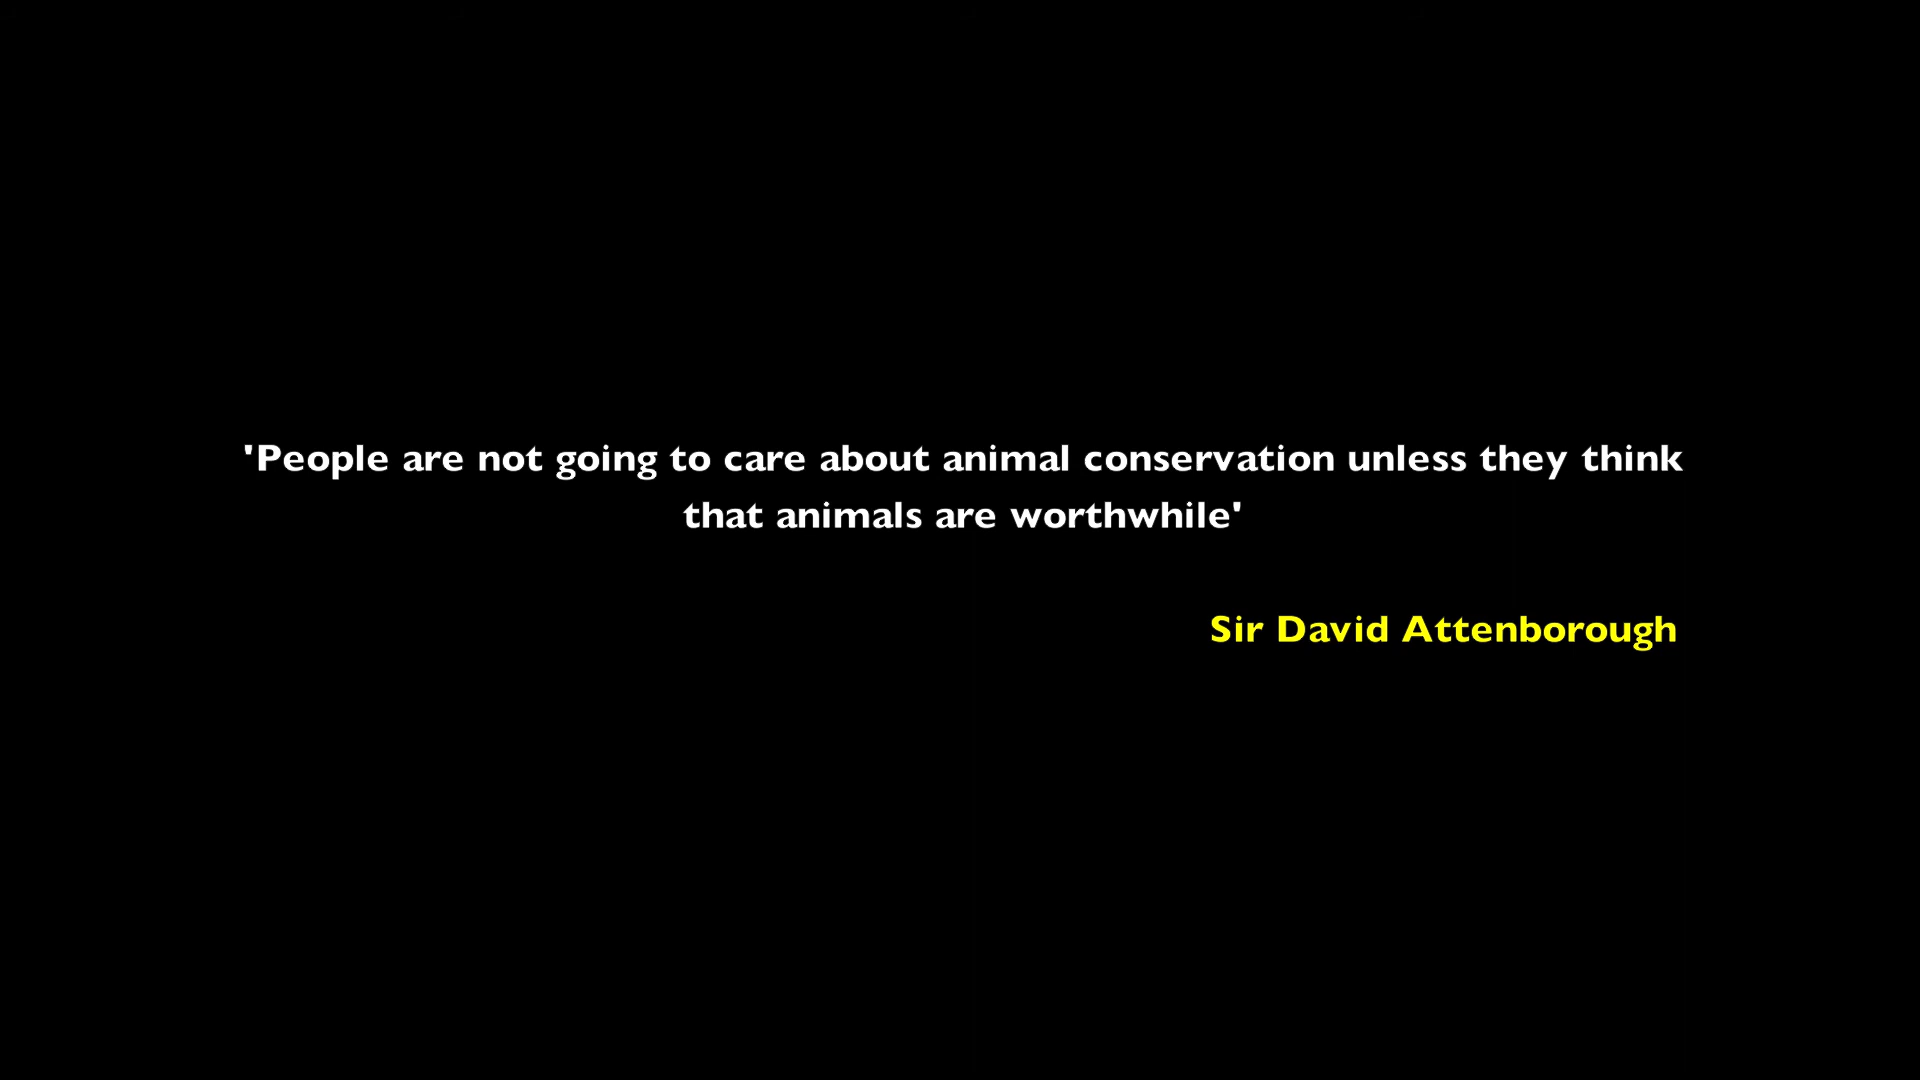 'People are not going to care about animal conservation unless they think
that animals are worthwhile'
Sir David Attenborough